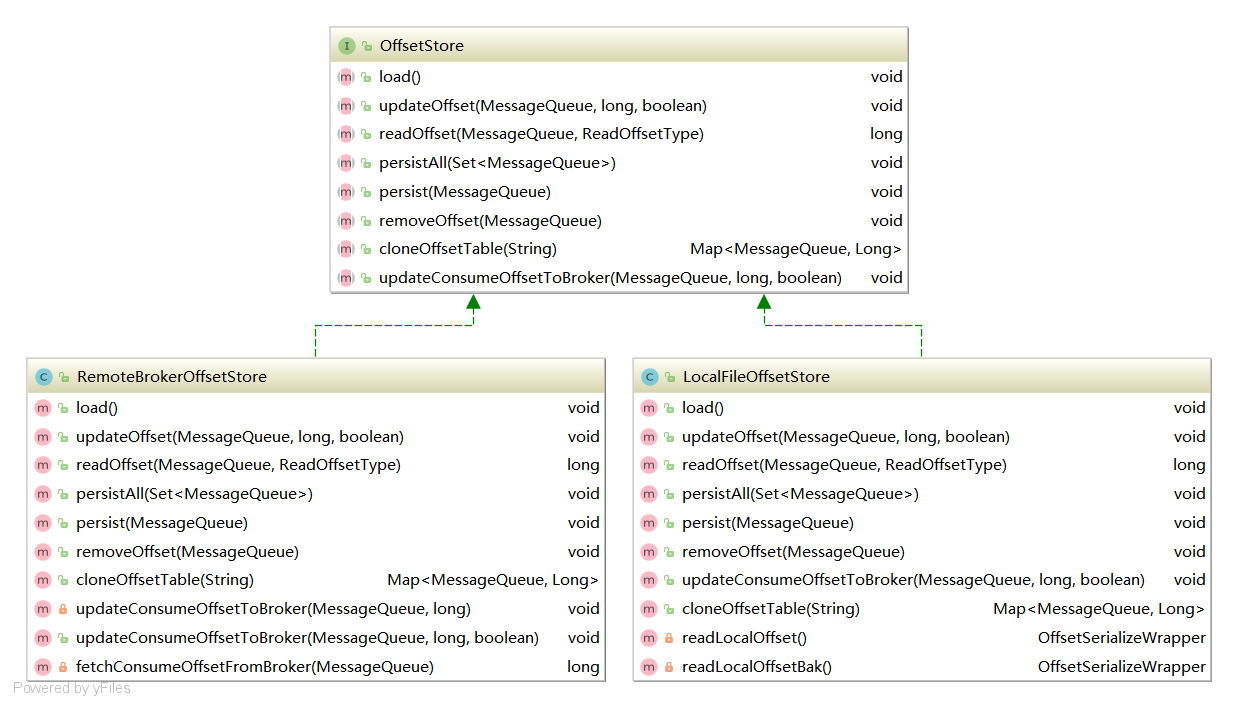 I OffsetStore
m load() void
m updateOffset(MessageQueue, long, boolean) void
m readOffset(MessageQueue, ReadOffsetType) long
m persistAll(Set<MessageQueue>) void
m persist(MessageQueue) void
m removeOffset(MessageQueue) void
m cloneOffsetTable(String) Map<MessageQueue, Long>
m updateConsumeOffsetToBroker(MessageQueue, long, boolean) void
C RemoteBrokerOffsetStore
m load() void
m updateOffset(MessageQueue, long, boolean) void
m readOffset(MessageQueue, ReadOffsetType) long
m persistAll(Set<MessageQueue>) void
m persist(MessageQueue) void
m removeOffset(MessageQueue) void
m cloneOffsetTable(String) Map<MessageQueue, Long>
m updateConsumeOffsetToBroker(MessageQueue, long) void
m updateConsumeOffsetToBroker(MessageQueue, long, boolean) void
m fetchConsumeOffsetFromBroker(MessageQueue) long
C LocalFileOffsetStore
m load() void
m updateOffset(MessageQueue, long, boolean) void
m readOffset(MessageQueue, ReadOffsetType) long
m persistAll(Set<MessageQueue>) void
m persist(MessageQueue) void
m removeOffset(MessageQueue) void
m updateConsumeOffsetToBroker(MessageQueue, long, boolean) void
m cloneOffsetTable(String) Map<MessageQueue, Long>
m readLocalOffset() OffsetSerializeWrapper
m readLocalOffsetBak() OffsetSerializeWrapper
Powered by yFiles